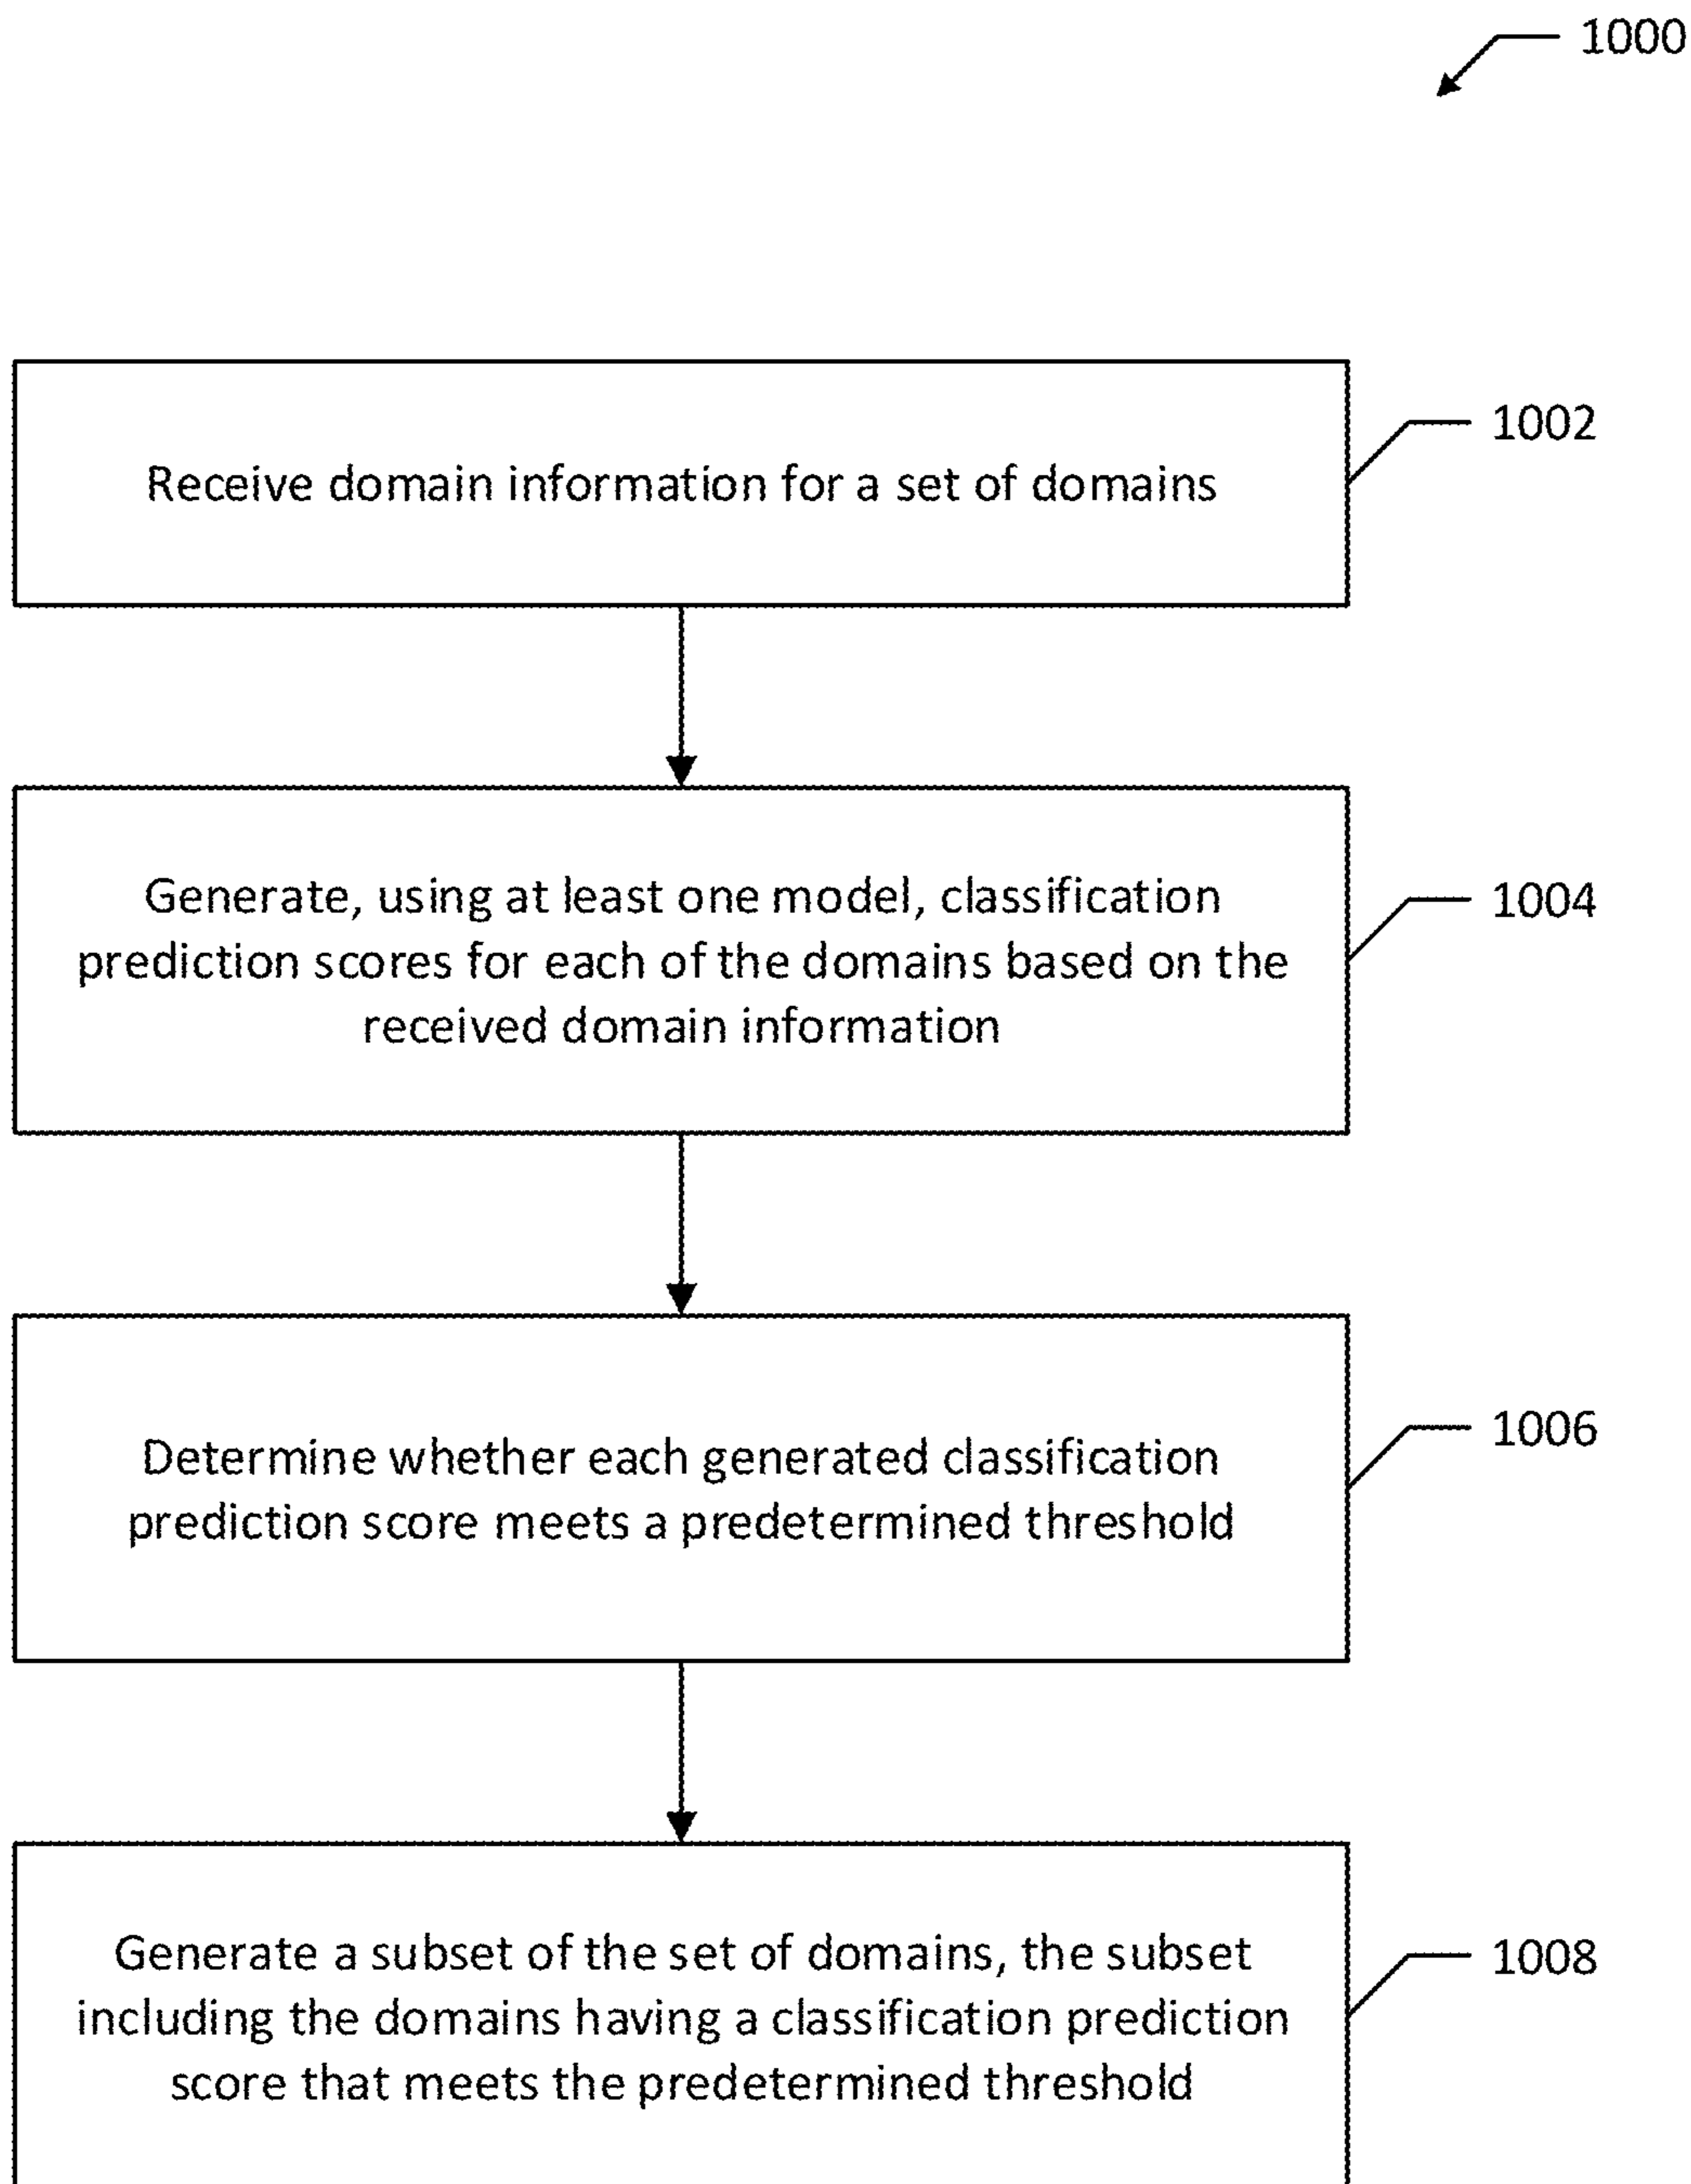 1000
Receive domain information for a set of domains
1002
Generate, using at least one model, classification
prediction scores for each of the domains based on the
received domain information
1004
Determine whether each generated classification
prediction score meets a predetermined threshold
1006
Generate a subset of the set of domains, the subset
including the domains having a classification prediction
score that meets the predetermined threshold
1008